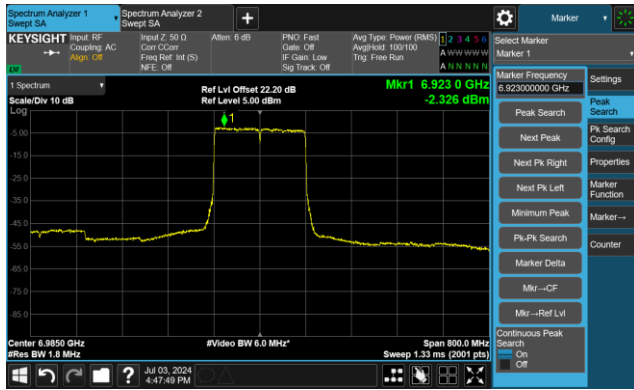 Spectrum Analyzer 1
Swept SA
Spectrum Analyzer 2
Swept SA
+
Marker
KEYSIGHT
Input: RF
Coupling: AC
Align: Off
Input Z: 50 Ω
Corr CCorr
Freq Ref: Int (S)
NFE: Off
Atten: 6 dB
PNO: Fast
Gate: Off
IF Gain: Low
Sig Track: Off
Avg Type: Power (RMS)
Avg|Hold: 100/100
Trig: Free Run
1 2 3 4 5 6
A W W W W W
A N N N N N
LXI
Select Marker
Marker 1
1 Spectrum
Scale/Div 10 dB
Log
Ref Lvl Offset 22.20 dB
Ref Level 5.00 dBm
Mkr1 6.923 0 GHz
-2.326 dBm
1
-5.00
-15.0
-25.0
-35.0
-45.0
-55.0
-65.0
-75.0
-85.0
Center 6.9850 GHz
#Res BW 1.8 MHz
#Video BW 6.0 MHz*
Span 800.0 MHz
Sweep 1.33 ms (2001 pts)
Marker Frequency
6.923000000 GHz
Peak Search
Next Peak
Next Pk Right
Next Pk Left
Minimum Peak
Pk-Pk Search
Marker Delta
Mkr→CF
Mkr→Ref Lvl
Continuous Peak
Search
On
Off
Settings
Peak
Search
Pk Search
Config
Properties
Marker
Function
Marker→
Counter
?
Jul 03, 2024
4:47:49 PM